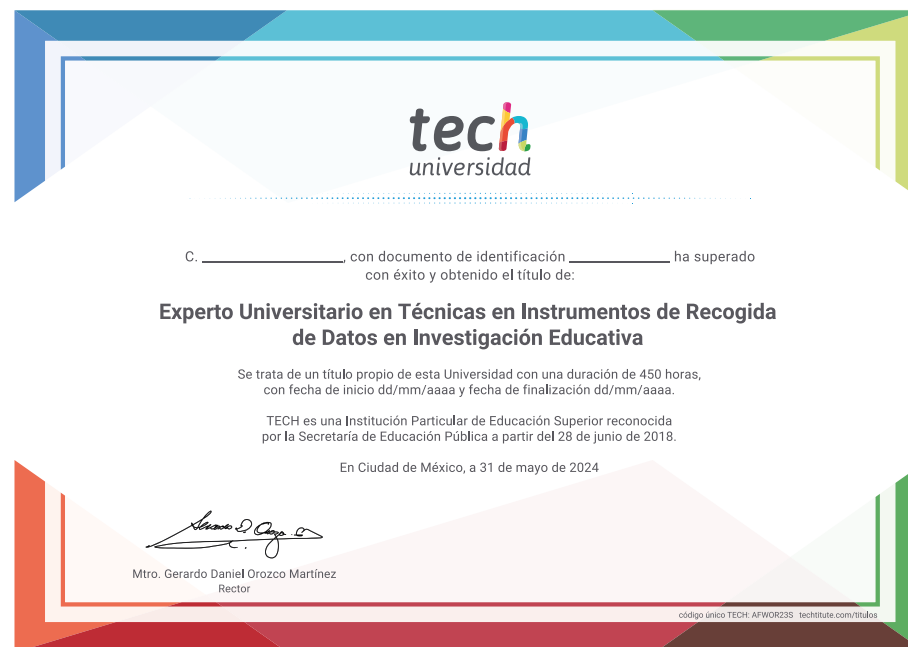 tech
universidad
C. ____________, con documento de identificación ____________ ha superado
con éxito y obtenido el título de:
Experto Universitario en Técnicas en Instrumentos de Recogida
de Datos en Investigación Educativa
Se trata de un título propio de esta Universidad con una duración de 450 horas,
con fecha de inicio dd/mm/aaaa y fecha de finalización dd/mm/aaaa.
TECH es una Institución Particular de Educación Superior reconocida
por la Secretaría de Educación Pública a partir del 28 de junio de 2018.
En Ciudad de México, a 31 de mayo de 2024
Mtro. Gerardo Daniel Orozco Martínez
Rector
código único TECH: AFWOR23S techtitute.com/titulos